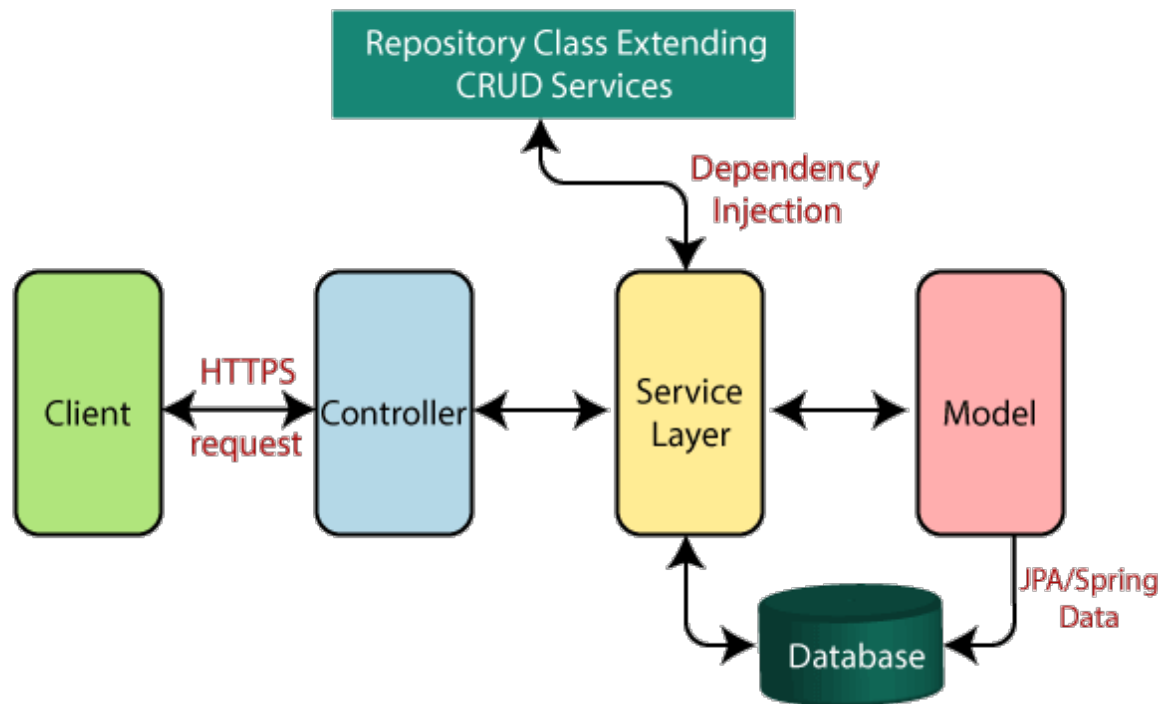 Repository Class Extending
CRUD Services
Dependency
Injection
HTTPS
request
Client
Controller
Service
Layer
Model
JPA/Spring
Data
Database